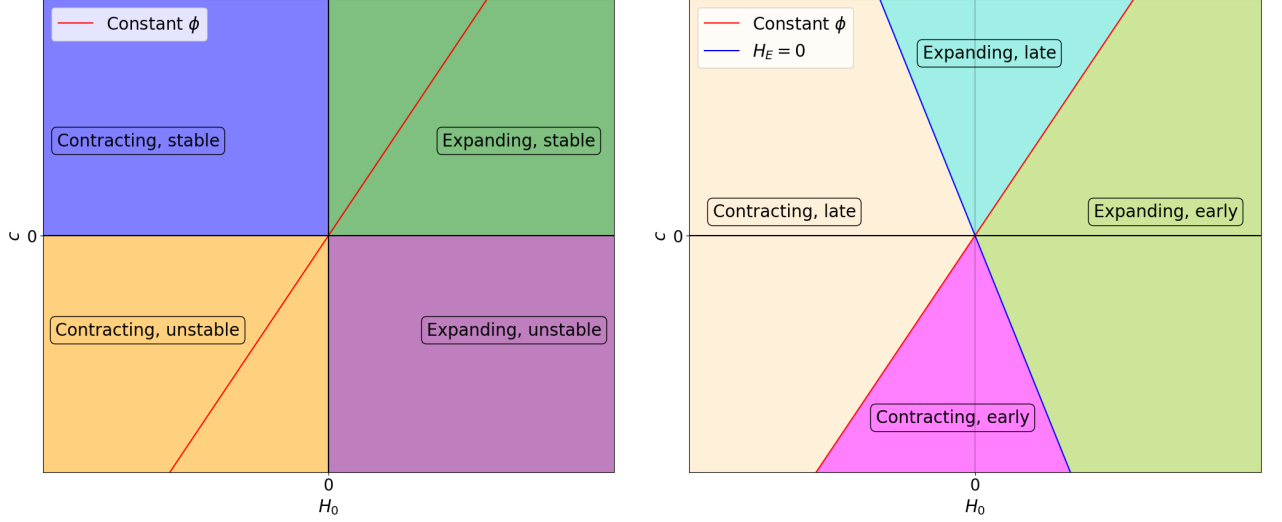 Constant ϕ
Contracting, stable
Expanding, stable
Contracting, unstable
Expanding, unstable
c
0
0
H₀
Constant ϕ
H_E = 0
Expanding, late
Contracting, late
Expanding, early
Contracting, early
c
0
0
H₀